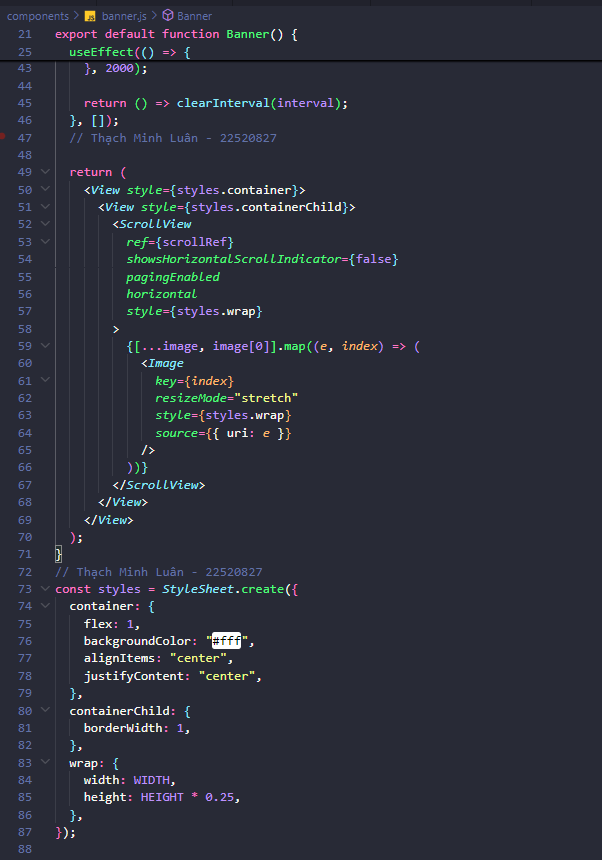 components > banner.js > Banner
21 export default function Banner() {
25 useEffect(() => {
43 }, 2000);
44
45 return () => clearInterval(interval);
46 }, []);
47 // Thạch Minh Luân - 22520827
48
49 return (
50 <View style={styles.container}>
51 <View style={styles.containerChild}>
52 <ScrollView
53 ref={scrollRef}
54 showsHorizontalScrollIndicator={false}
55 pagingEnabled
56 horizontal
57 style={styles.wrap}
58 >
59 {[...image, image[0]].map((e, index) => (
60 <Image
61 key={index}
62 resizeMode="stretch"
63 style={styles.wrap}
64 source={{ uri: e }}
65 />
66 ))}
67 </ScrollView>
68 </View>
69 </View>
70 );
71 }
72 // Thạch Minh Luân - 22520827
73 const styles = StyleSheet.create({
74 container: {
75 flex: 1,
76 backgroundColor: "#fff",
77 alignItems: "center",
78 justifyContent: "center",
79 },
80 containerChild: {
81 borderWidth: 1,
82 },
83 wrap: {
84 width: WIDTH,
85 height: HEIGHT * 0.25,
86 },
87 });
88